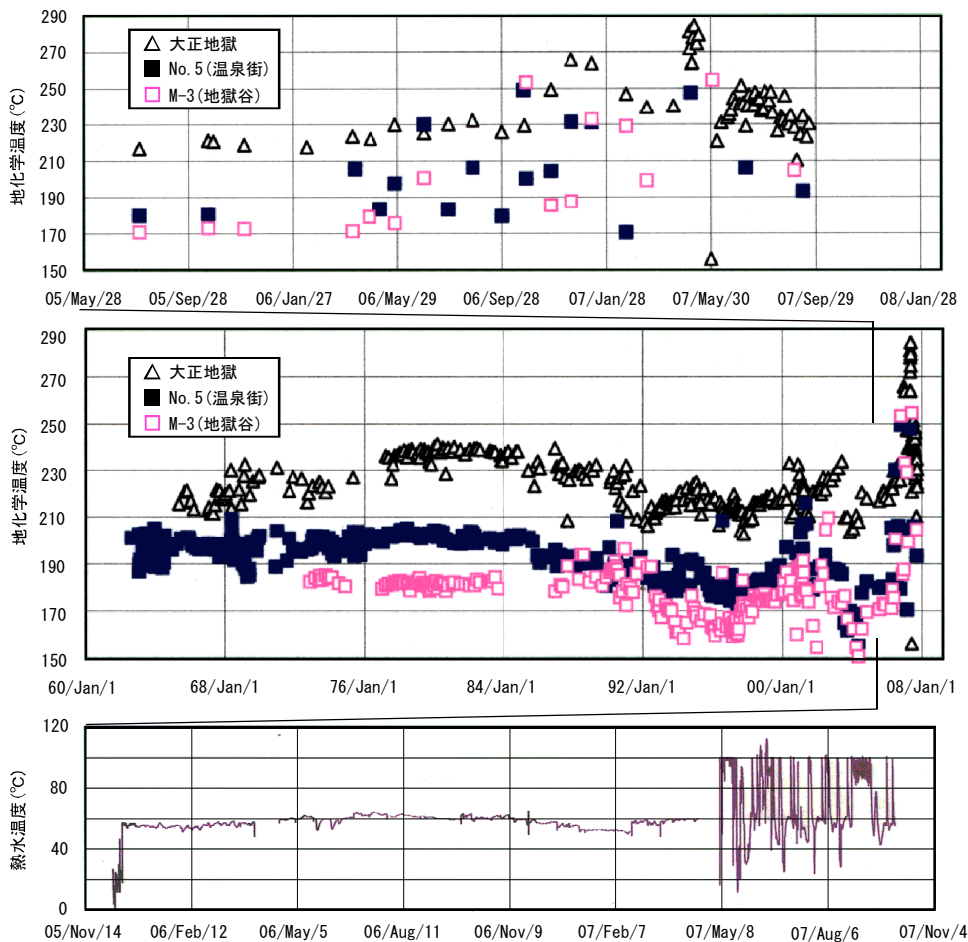 290
270
250
230
210
190
170
150
地化学温度(℃)
大正地獄
No.5(温泉街)
M-3(地獄谷)
05/May/28 05/Sep/28 06/Jan/27 06/May/29 06/Sep/28 07/Jan/28 07/May/30 07/Sep/29 08/Jan/28
290
270
250
230
210
190
170
150
地化学温度(℃)
大正地獄
No.5(温泉街)
M-3(地獄谷)
60/Jan/1 68/Jan/1 76/Jan/1 84/Jan/1 92/Jan/1 00/Jan/1 08/Jan/1
120
80
40
0
熱水温度(℃)
05/Nov/14 06/Feb/12 06/May/5 06/Aug/11 06/Nov/9 07/Feb/7 07/May/8 07/Aug/6 07/Nov/4